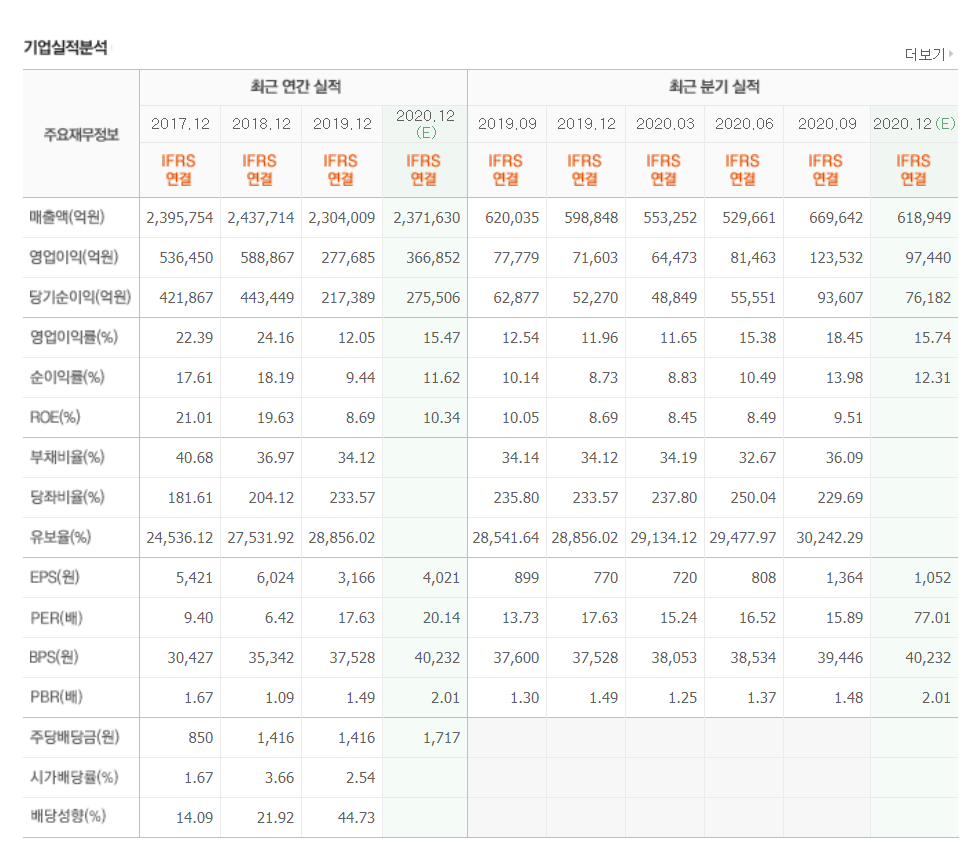 기업실적분석
더보기
주요재무정보 최근 연간 실적 최근 분기 실적
2017.12 2018.12 2019.12 2020.12 (E) 2019.09 2019.12 2020.03 2020.06 2020.09 2020.12 (E)
IFRS 연결 IFRS 연결 IFRS 연결 IFRS 연결 IFRS 연결 IFRS 연결 IFRS 연결 IFRS 연결 IFRS 연결 IFRS 연결
매출액(억원) 2,395,754 2,437,714 2,304,009 2,371,630 620,035 598,848 553,252 529,661 669,642 618,949
영업이익(억원) 536,450 588,867 277,685 366,852 77,779 71,603 64,473 81,463 123,532 97,440
당기순이익(억원) 421,867 443,449 217,389 275,506 62,877 52,270 48,849 55,551 93,607 76,182
영업이익률(%) 22.39 24.16 12.05 15.47 12.54 11.96 11.65 15.38 18.45 15.74
순이익률(%) 17.61 18.19 9.44 11.62 10.14 8.73 8.83 10.49 13.98 12.31
ROE(%) 21.01 19.63 8.69 10.34 10.05 8.69 8.45 8.49 9.51
부채비율(%) 40.68 36.97 34.12 34.14 34.12 34.19 32.67 36.09
당좌비율(%) 181.61 204.12 233.57 235.80 233.57 237.80 250.04 229.69
유보율(%) 24,536.12 27,531.92 28,856.02 28,541.64 28,856.02 29,134.12 29,477.97 30,242.29
EPS(원) 5,421 6,024 3,166 4,021 899 770 720 808 1,364 1,052
PER(배) 9.40 6.42 17.63 20.14 13.73 17.63 15.24 16.52 15.89 77.01
BPS(원) 30,427 35,342 37,528 40,232 37,600 37,528 38,053 38,534 39,446 40,232
PBR(배) 1.67 1.09 1.49 2.01 1.30 1.49 1.25 1.37 1.48 2.01
주당배당금(원) 850 1,416 1,416 1,717
시가배당률(%) 1.67 3.66 2.54
배당성향(%) 14.09 21.92 44.73